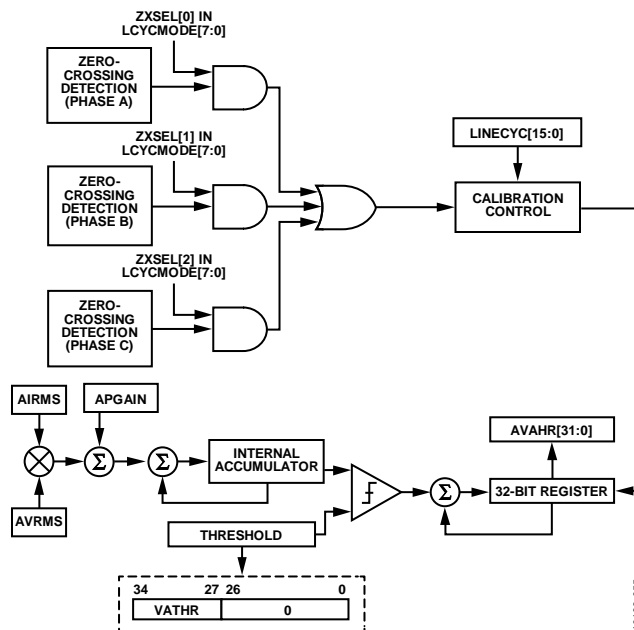 ZXSEL[0] IN
LCYCMODE[7:0]
ZERO-
CROSSING
DETECTION
(PHASE A)
ZXSEL[1] IN
LCYCMODE[7:0]
ZERO-
CROSSING
DETECTION
(PHASE B)
LINECYC[15:0]
CALIBRATION
CONTROL
ZXSEL[2] IN
LCYCMODE[7:0]
ZERO-
CROSSING
DETECTION
(PHASE C)
AIRMS
APGAIN
AVAHR[31:0]
Σ
Σ
INTERNAL
ACCUMULATOR
Σ
32-BIT REGISTER
AVRMS
THRESHOLD
34 27 26 0
VATHR 0